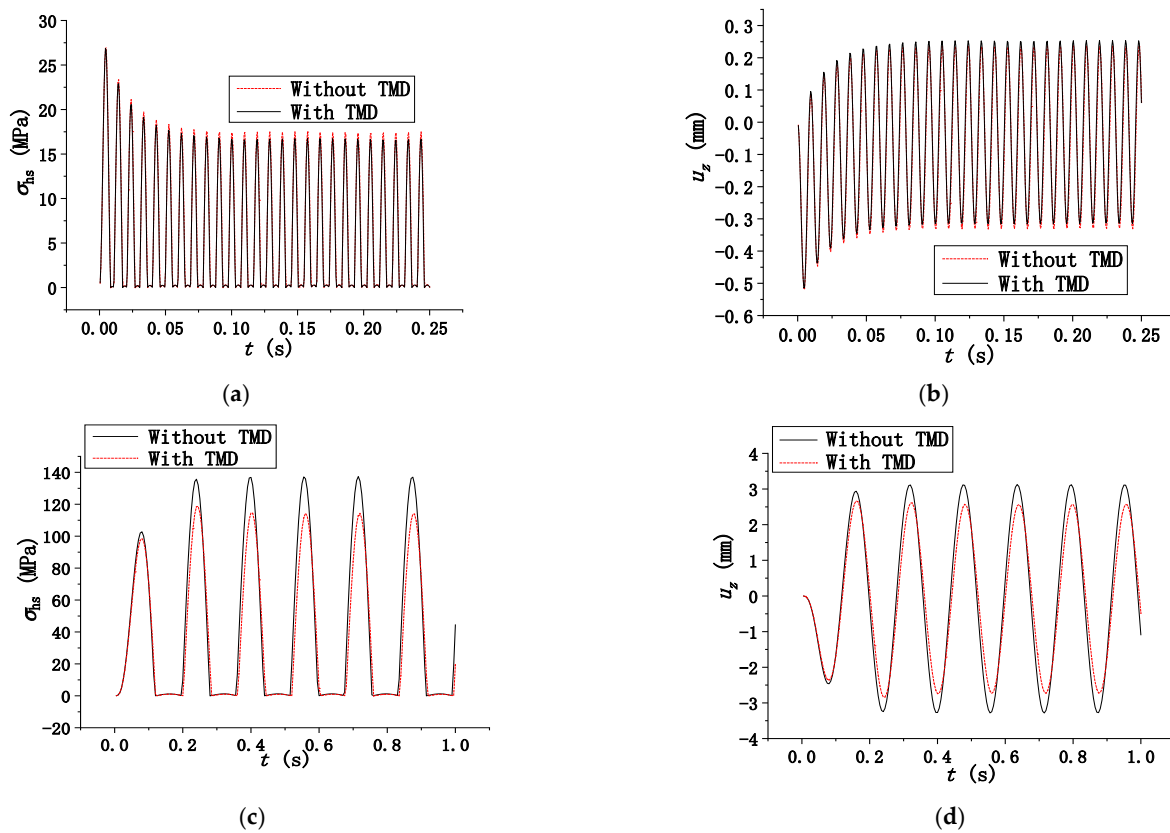 30
25
20
15
10
5
0
σhs (MPa)
Without TMD
With TMD
0.00 0.05 0.10 0.15 0.20 0.25
t (s)
(a)
0.3
0.2
0.1
0.0
-0.1
-0.2
-0.3
-0.4
-0.5
-0.6
uz (mm)
Without TMD
With TMD
0.00 0.05 0.10 0.15 0.20 0.25
t (s)
(b)
Without TMD
With TMD
140
120
100
80
60
40
20
0
-20
σhs (MPa)
0.0 0.2 0.4 0.6 0.8 1.0
t (s)
(c)
Without TMD
With TMD
4
3
2
1
0
-1
-2
-3
-4
uz (mm)
0.0 0.2 0.4 0.6 0.8 1.0
t (s)
(d)